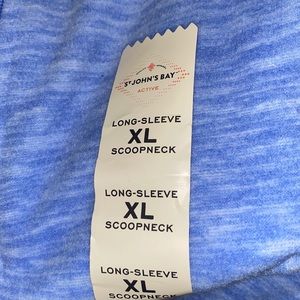 ST JOHN'S BAY
ACTIVE
LONG-SLEEVE
XL
SCOOPNECK
LONG-SLEEVE
XL
SCOOPNECK
LONG-SLEEVE
XL
SCOOPNECK